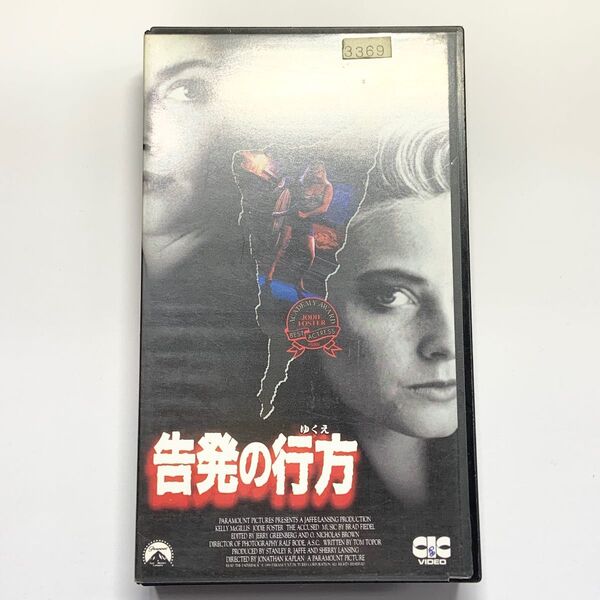 3369
ACADEMY AWARD
JODIE
FOSTER
BEST ACTRESS
ゆくえ
告発の行方
PARAMOUNT PICTURES PRESENTS A JAFFE/LANSING PRODUCTION
KELLY McGILLIS JODIE FOSTER THE ACCUSED MUSIC BY BRAD FIEDEL
EDITED BY JERRY GREENBERG AND O. NICHOLAS BROWN
DIRECTOR OF PHOTOGRAPHY RALF BODE, A.S.C. WRITTEN BY TOM TOPOR
PRODUCED BY STANLEY R. JAFFE AND SHERRY LANSING
DIRECTED BY JONATHAN KAPLAN A PARAMOUNT PICTURE
Paramount
CIC
VIDEO